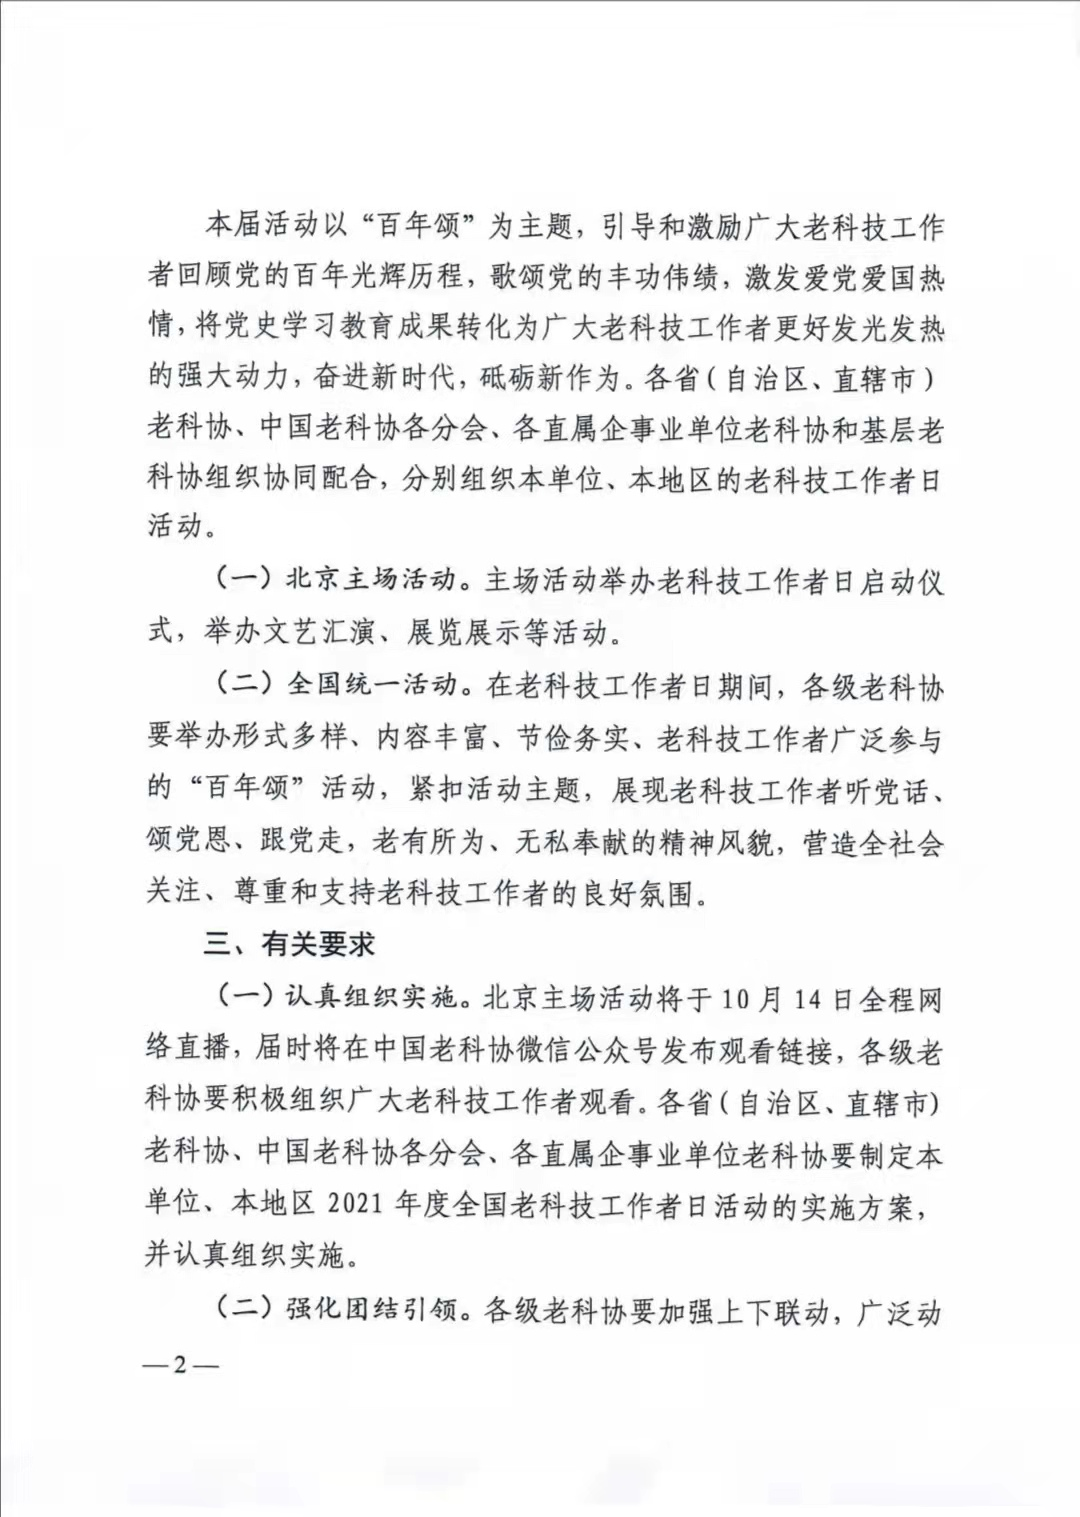 本届活动以“百年颂”为主题，引导和激励广大老科技工作
者回顾党的百年光辉历程，歌颂党的丰功伟绩，激发爱党爱国热
情，将党史学习教育成果转化为广大老科技工作者更好发光发热
的强大动力，奋进新时代，砥砺新作为。各省（自治区、直辖市）
老科协、中国老科协各分会、各直属企事业单位老科协和基层老
科协组织协同配合，分别组织本单位、本地区的老科技工作者日
活动。
（一）北京主场活动。主场活动举办老科技工作者日启动仪
式，举办文艺汇演、展览展示等活动。
（二）全国统一活动。在老科技工作者日期间，各级老科协
要举办形式多样、内容丰富、节俭务实、老科技工作者广泛参与
的“百年颂”活动，紧扣活动主题，展现老科技工作者听党话、
颂党恩、跟党走，老有所为、无私奉献的精神风貌，营造全社会
关注、尊重和支持老科技工作者的良好氛围。
三、有关要求
（一）认真组织实施。北京主场活动将于10月14日全程网
络直播，届时将在中国老科协微信公众号发布观看链接，各级老
科协要积极组织广大老科技工作者观看。各省（自治区、直辖市）
老科协、中国老科协各分会、各直属企事业单位老科协要制定本
单位、本地区2021年度全国老科技工作者日活动的实施方案，
并认真组织实施。
（二）强化团结引领。各级老科协要加强上下联动，广泛动
—2—